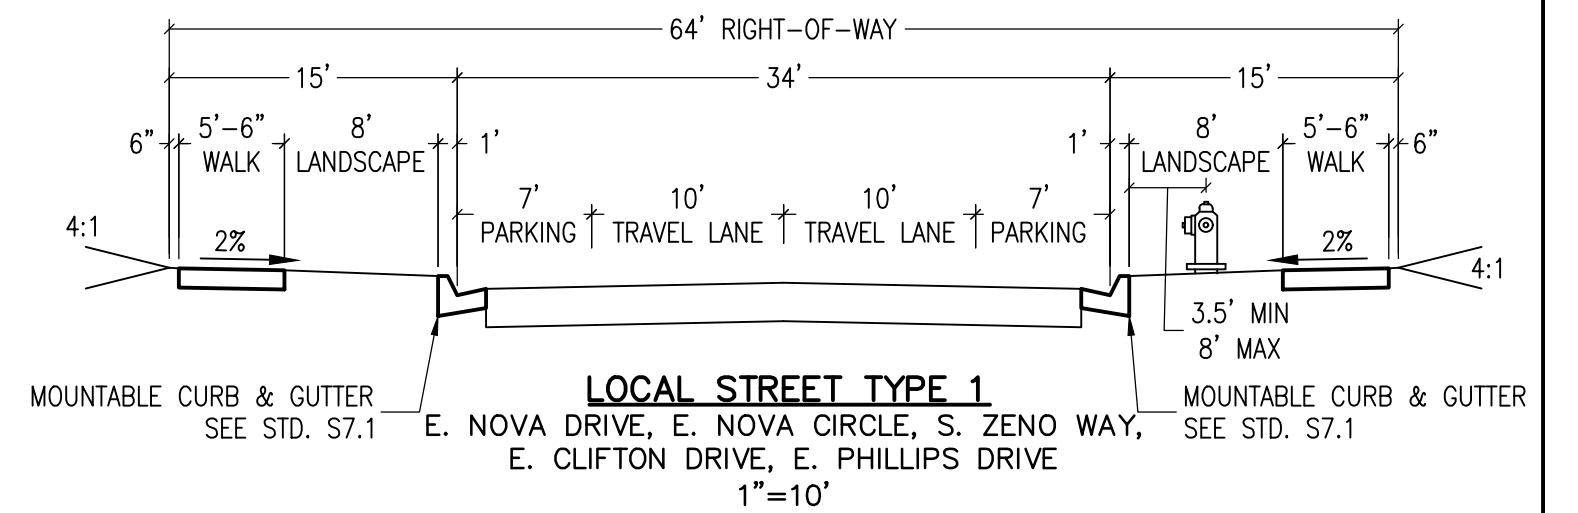 64' RIGHT-OF-WAY
15' 34' 15'
6" 5'-6" 8' 1' 1' 8' 5'-6" 6"
WALK LANDSCAPE LANDSCAPE WALK
7' 10' 10' 7'
PARKING TRAVEL LANE TRAVEL LANE PARKING
4:1 2% 2% 4:1
3.5' MIN
8' MAX
MOUNTABLE CURB & GUTTER
SEE STD. S7.1
LOCAL STREET TYPE 1
E. NOVA DRIVE, E. NOVA CIRCLE, S. ZENO WAY,
E. CLIFTON DRIVE, E. PHILLIPS DRIVE
1"=10'
MOUNTABLE CURB & GUTTER
SEE STD. S7.1